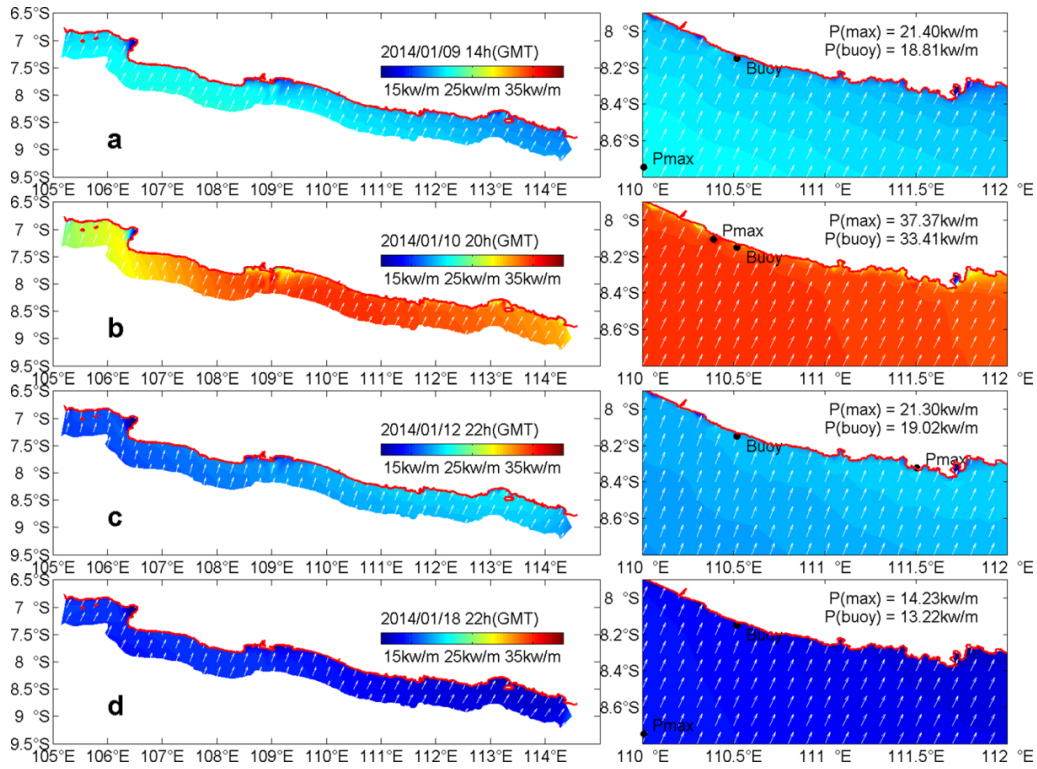 6.5°S
7 °S
7.5°S
8 °S
8.5°S
9 °S
9.5°S
2014/01/09 14h(GMT)
15kw/m 25kw/m 35kw/m
a
105°E 106°E 107°E 108°E 109°E 110°E 111°E 112°E 113°E 114°E
8 °S
8.2°S
8.4°S
8.6°S
P(max) = 21.40kw/m
P(buoy) = 18.81kw/m
Buoy
Pmax
110 °E 110.5 111 111.5 112 °E
6.5°S
7 °S
7.5°S
8 °S
8.5°S
9 °S
9.5°S
2014/01/10 20h(GMT)
15kw/m 25kw/m 35kw/m
b
105°E 106°E 107°E 108°E 109°E 110°E 111°E 112°E 113°E 114°E
8 °S
8.2°S
8.4°S
8.6°S
P(max) = 37.37kw/m
P(buoy) = 33.41kw/m
Pmax
Buoy
110 °E 110.5 111 111.5 112 °E
6.5°S
7 °S
7.5°S
8 °S
8.5°S
9 °S
9.5°S
2014/01/12 22h(GMT)
15kw/m 25kw/m 35kw/m
c
105°E 106°E 107°E 108°E 109°E 110°E 111°E 112°E 113°E 114°E
8 °S
8.2°S
8.4°S
8.6°S
P(max) = 21.30kw/m
P(buoy) = 19.02kw/m
Buoy
Pmax
110 °E 110.5 111 111.5 112 °E
6.5°S
7 °S
7.5°S
8 °S
8.5°S
9 °S
9.5°S
2014/01/18 22h(GMT)
15kw/m 25kw/m 35kw/m
d
105°E 106°E 107°E 108°E 109°E 110°E 111°E 112°E 113°E 114°E
8 °S
8.2°S
8.4°S
8.6°S
P(max) = 14.23kw/m
P(buoy) = 13.22kw/m
Buoy
Pmax
110 °E 110.5 111 111.5 112 °E